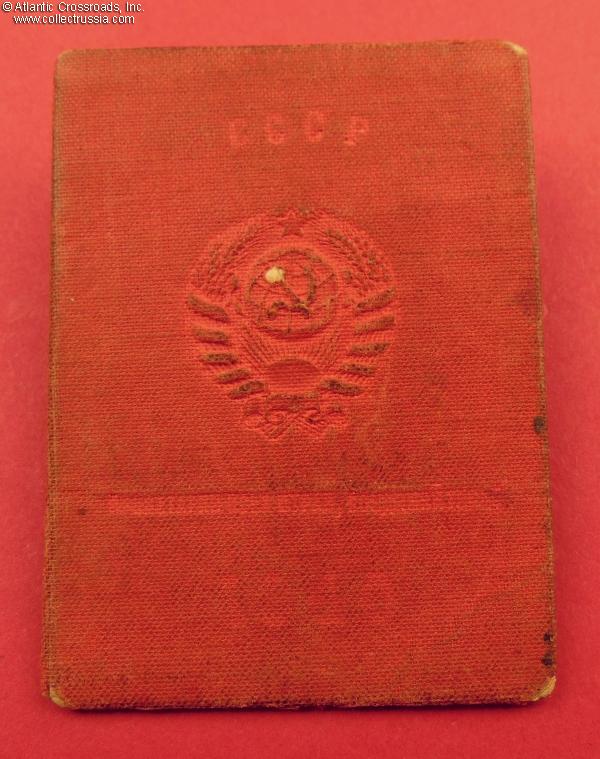 © Atlantic Crossroads, Inc.
www.collectrussia.com
СССР